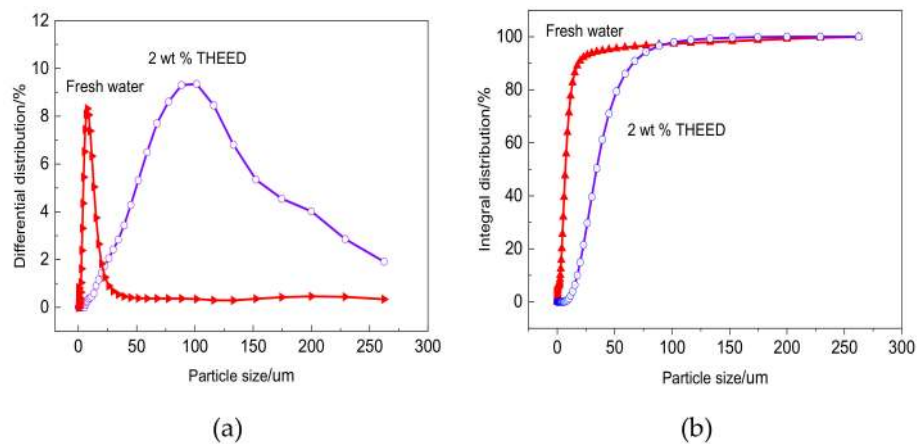 12
10
8
6
4
2
0
Differential distribution/%
2 wt % THEED
Fresh water
0 50 100 150 200 250 300
Particle size/um
(a)
100
80
60
40
20
0
Integral distribution/%
Fresh water
2 wt % THEED
0 50 100 150 200 250 300
Particle size/um
(b)